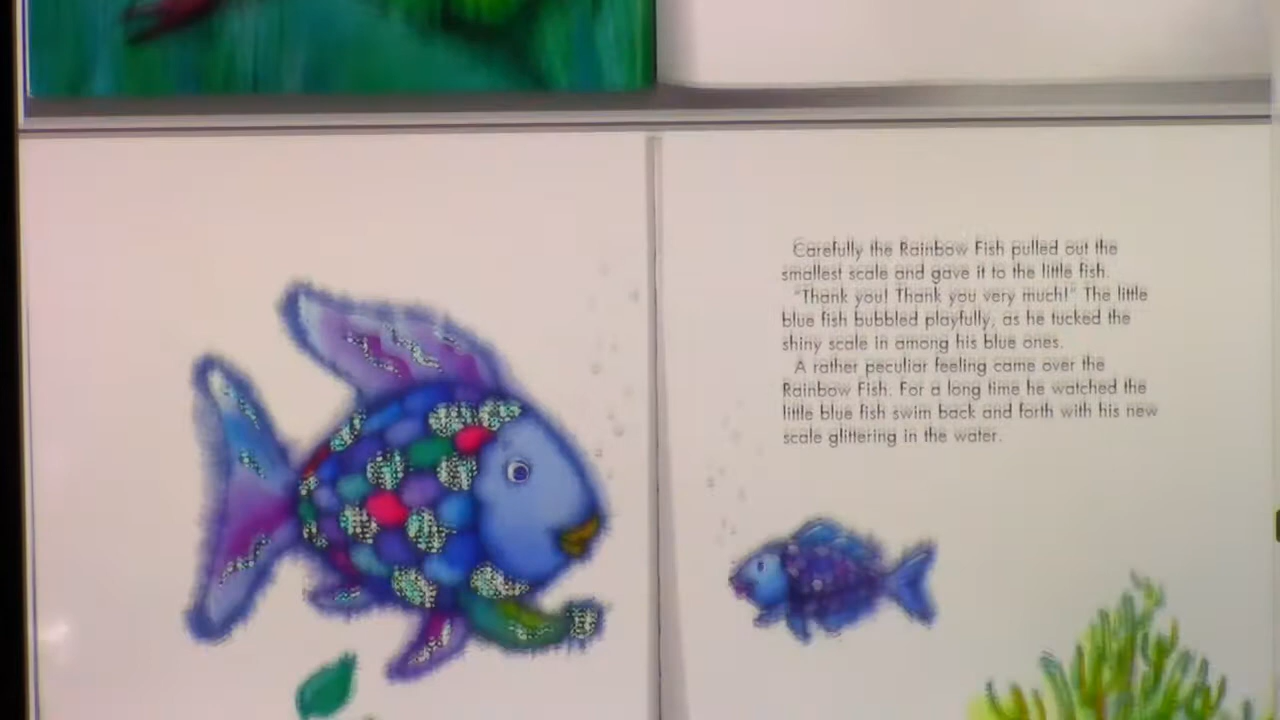 Carefully the Rainbow Fish pulled out the
smallest scale and gave it to the little fish.
"Thank you! Thank you very much!" The little
blue fish bubbled playfully, as he tucked the
shiny scale in among his blue ones.
A rather peculiar feeling came over the
Rainbow Fish. For a long time he watched the
little blue fish swim back and forth with his new
scale glittering in the water.